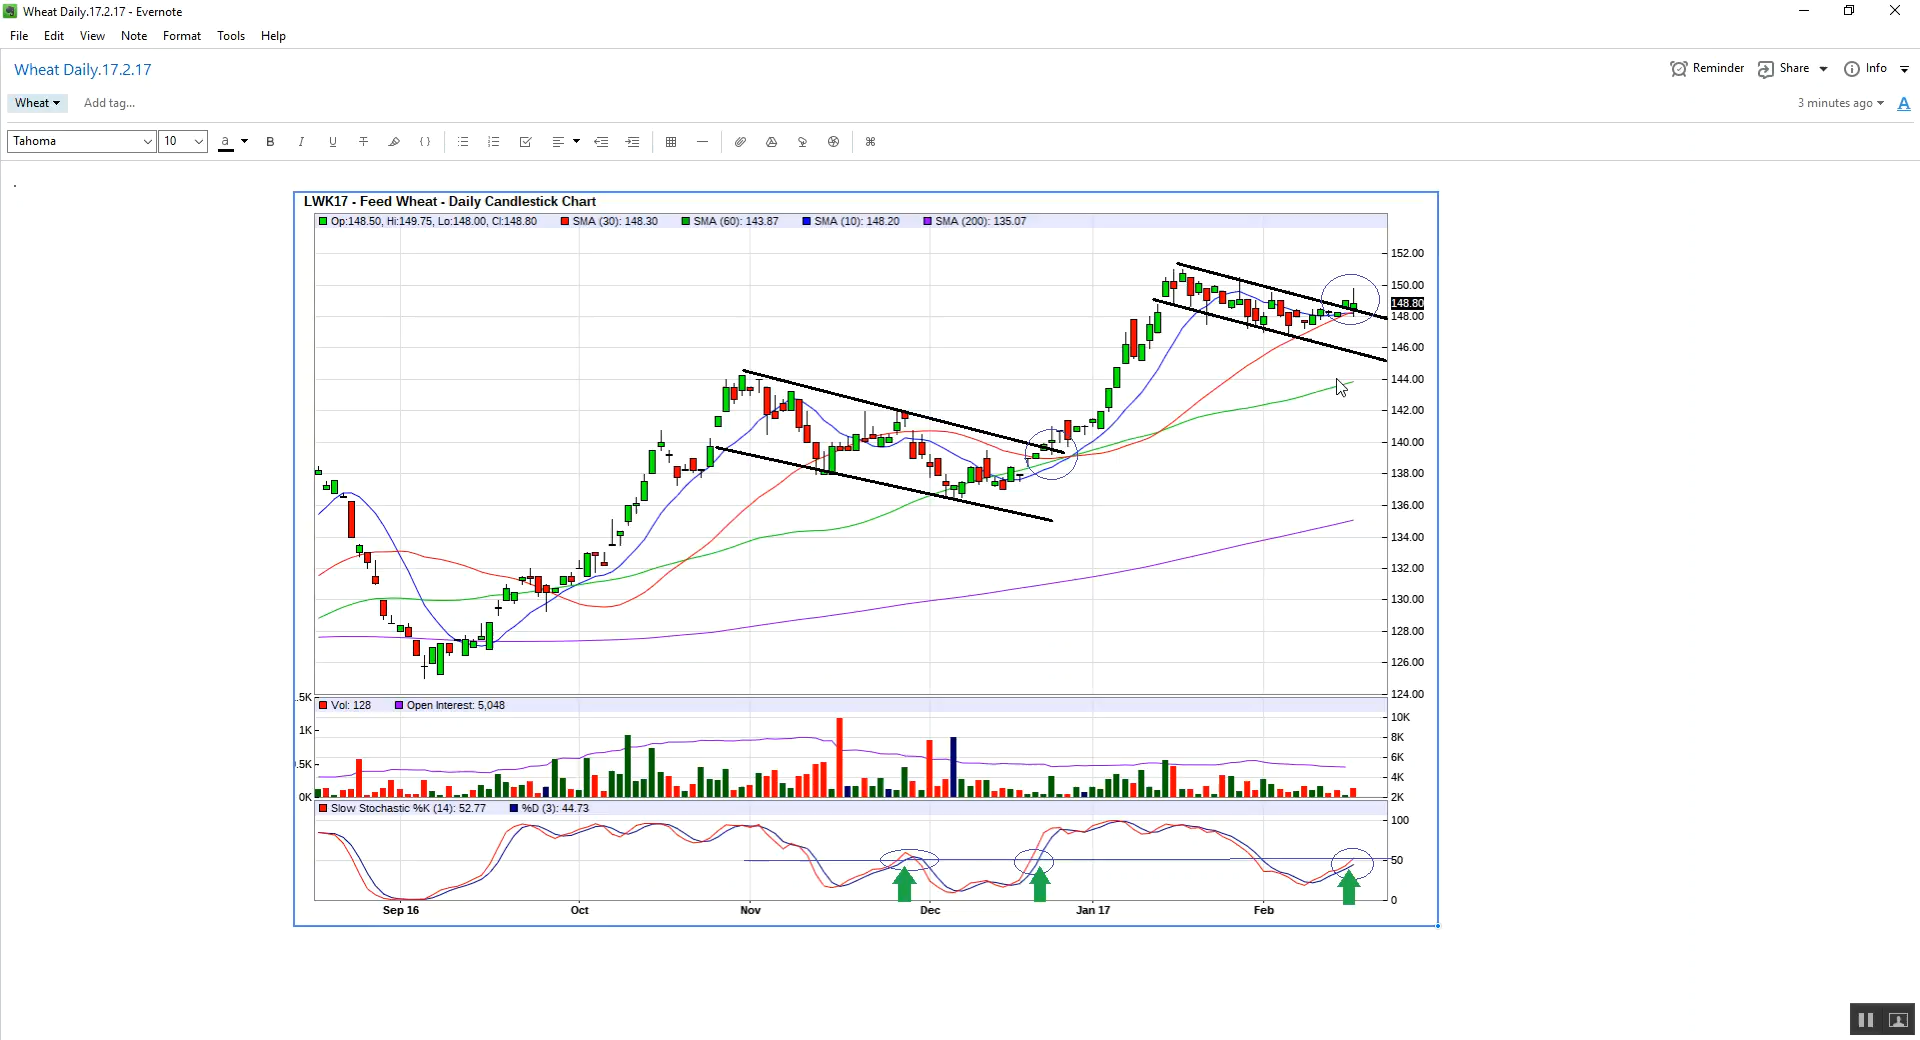 Wheat Daily.17.2.17 - Evernote
File Edit View Note Format Tools Help
Wheat Daily.17.2.17
Reminder Share Info
Wheat Add tag...
3 minutes ago A
Tahoma 10 a B I U T {}
LWK17 - Feed Wheat - Daily Candlestick Chart
Op:148.50, Hi:149.75, Lo:148.00, Cl:148.80 SMA (30): 148.30 SMA (60): 143.87 SMA (10): 148.20 SMA (200): 135.07
152.00
150.00
148.80
148.00
146.00
144.00
142.00
140.00
138.00
136.00
134.00
132.00
130.00
128.00
126.00
124.00
.5K
Vol: 128 Open Interest: 5,048
10K
1K
8K
6K
.5K
4K
0K
2K
Slow Stochastic %K (14): 52.77 %D (3): 44.73
100
50
0
Sep 16 Oct Nov Dec Jan 17 Feb